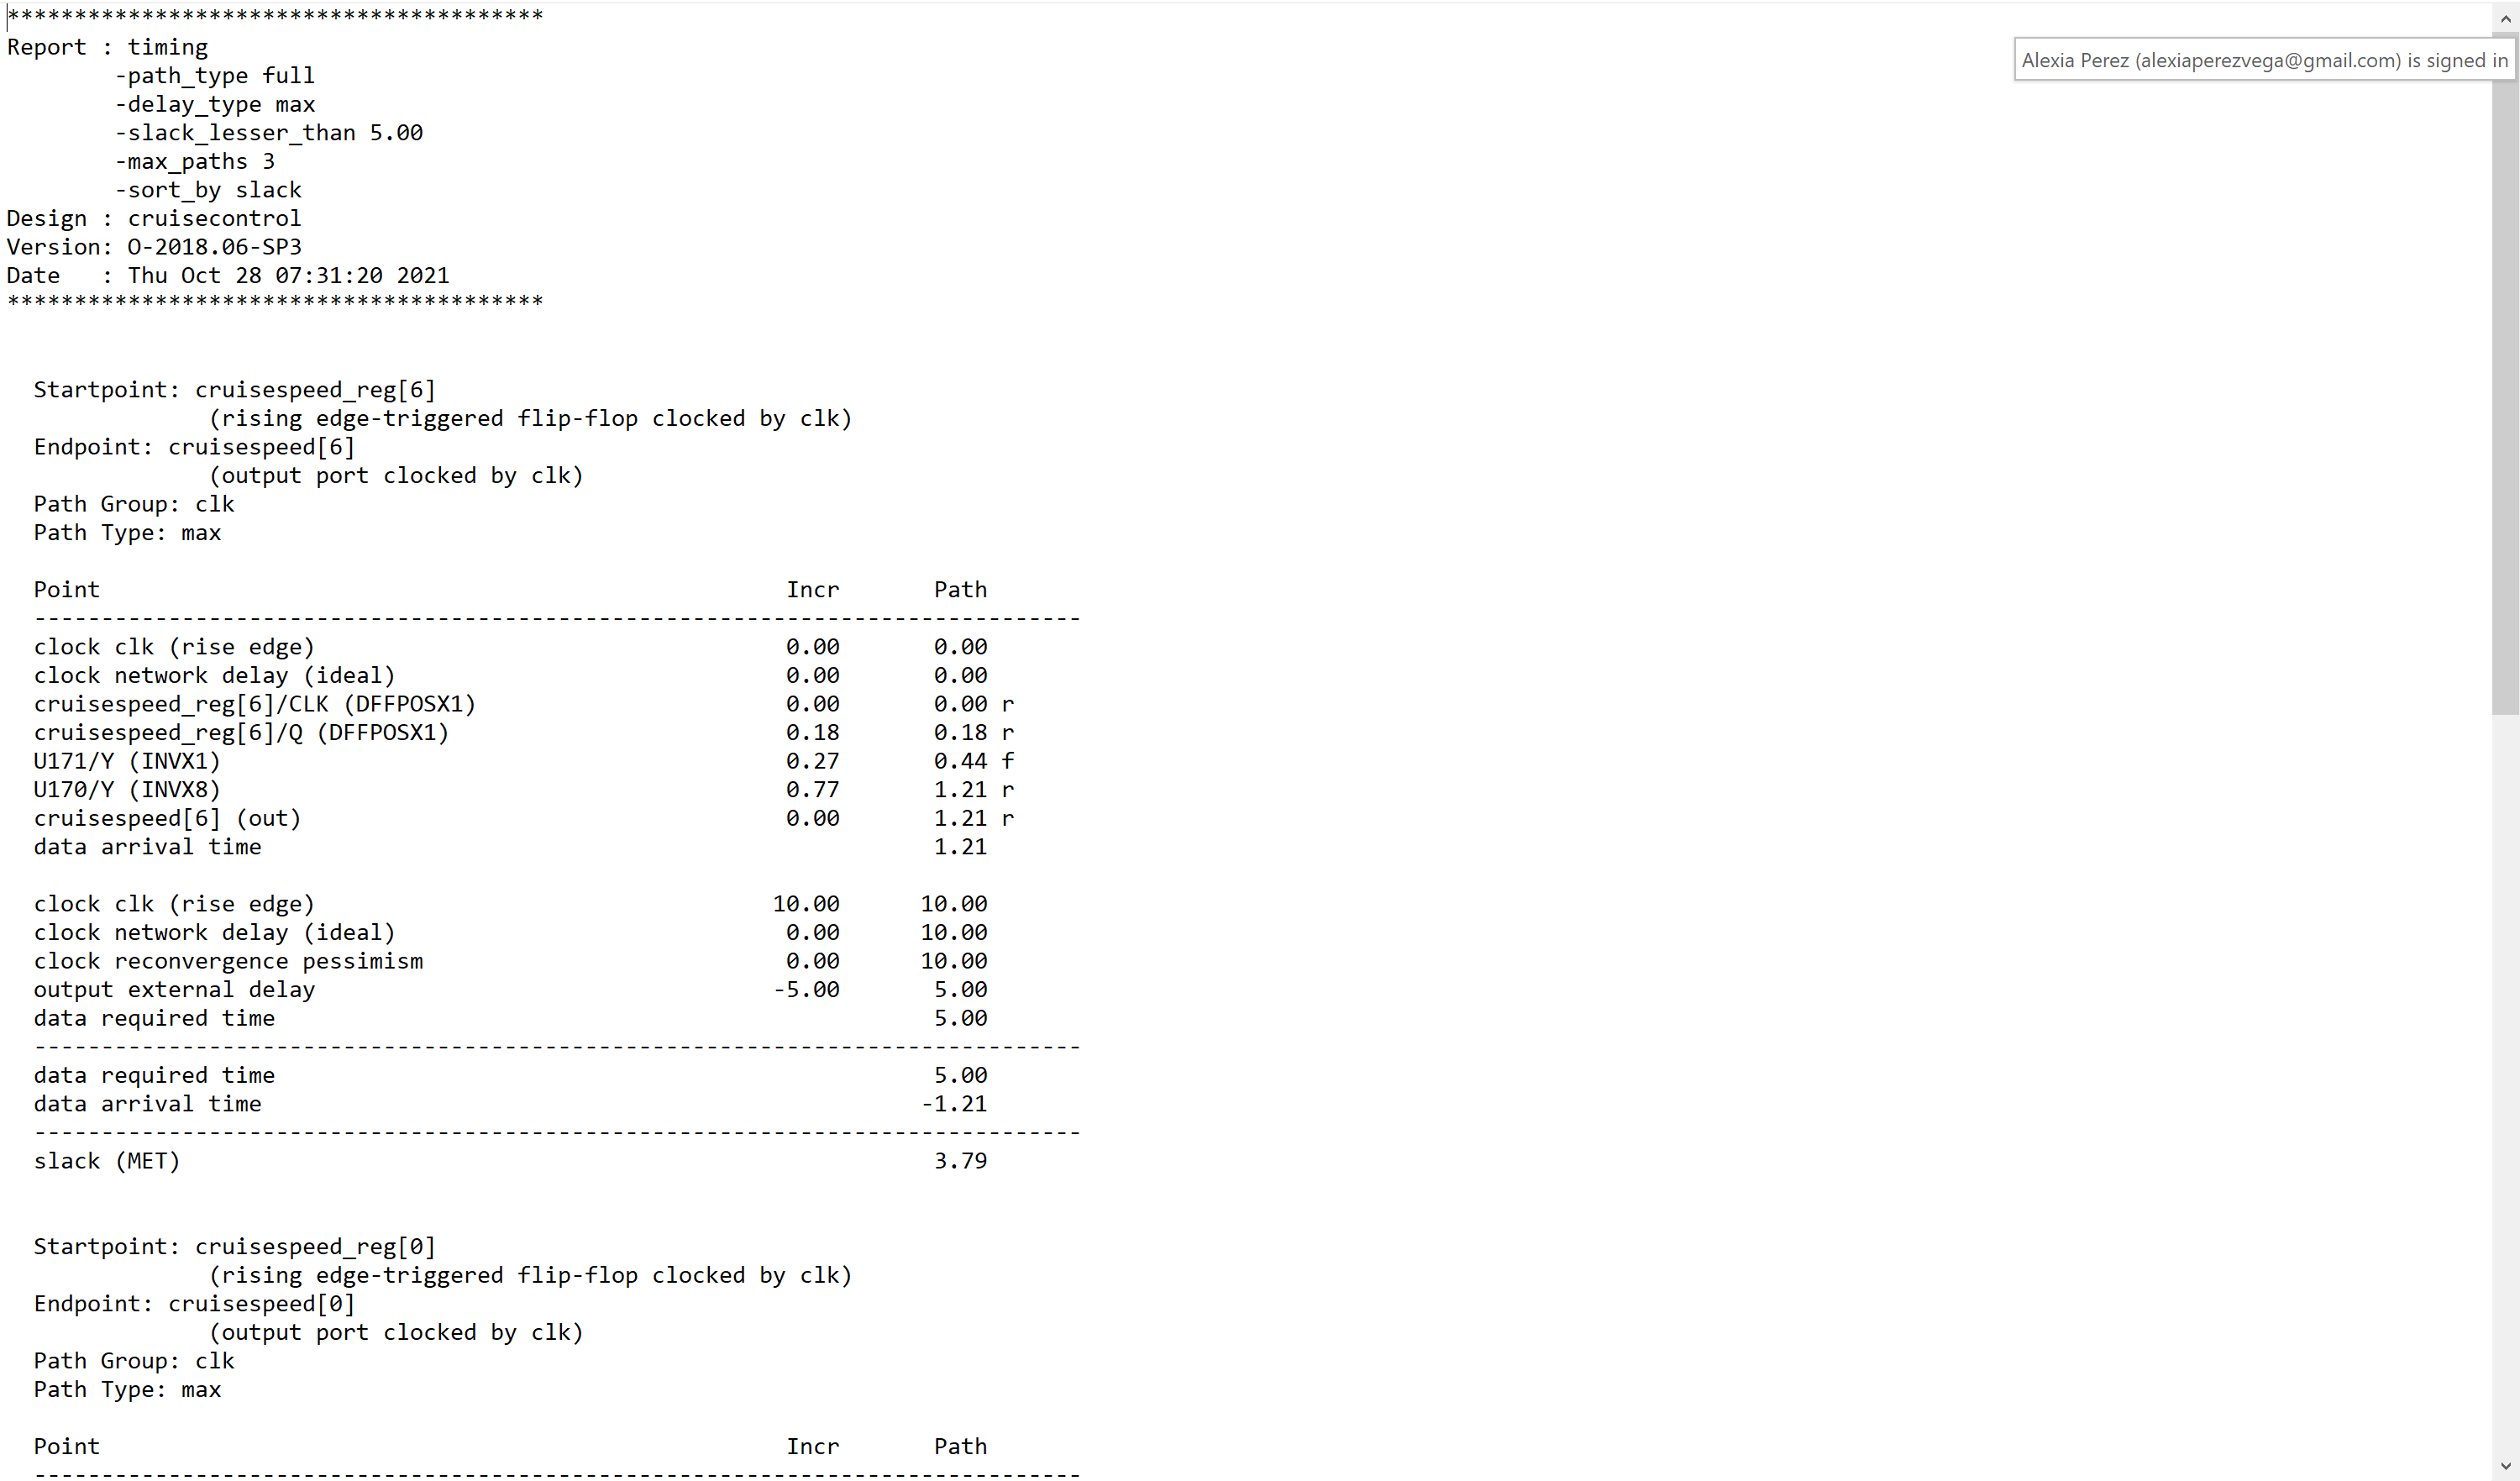 ****************************************
Report : timing
        -path_type full
        -delay_type max
        -slack_lesser_than 5.00
        -max_paths 3
        -sort_by slack
Design : cruisecontrol
Version: O-2018.06-SP3
Date   : Thu Oct 28 07:31:20 2021
****************************************
Alexia Perez (alexiaperezvega@gmail.com) is signed in
  Startpoint: cruisespeed_reg[6]
               (rising edge-triggered flip-flop clocked by clk)
  Endpoint: cruisespeed[6]
               (output port clocked by clk)
  Path Group: clk
  Path Type: max
  Point                                                   Incr       Path
  ------------------------------------------------------------------------------
  clock clk (rise edge)                                   0.00       0.00
  clock network delay (ideal)                             0.00       0.00
  cruisespeed_reg[6]/CLK (DFFPOSX1)                       0.00       0.00 r
  cruisespeed_reg[6]/Q (DFFPOSX1)                         0.18       0.18 r
  U171/Y (INVX1)                                          0.27       0.44 f
  U170/Y (INVX8)                                          0.77       1.21 r
  cruisespeed[6] (out)                                    0.00       1.21 r
  data arrival time                                                  1.21
  clock clk (rise edge)                                  10.00      10.00
  clock network delay (ideal)                             0.00      10.00
  clock reconvergence pessimism                           0.00      10.00
  output external delay                                  -5.00       5.00
  data required time                                                 5.00
  ------------------------------------------------------------------------------
  data required time                                                 5.00
  data arrival time                                                 -1.21
  ------------------------------------------------------------------------------
  slack (MET)                                                        3.79
  Startpoint: cruisespeed_reg[0]
               (rising edge-triggered flip-flop clocked by clk)
  Endpoint: cruisespeed[0]
               (output port clocked by clk)
  Path Group: clk
  Path Type: max
  Point                                                   Incr       Path
  ------------------------------------------------------------------------------